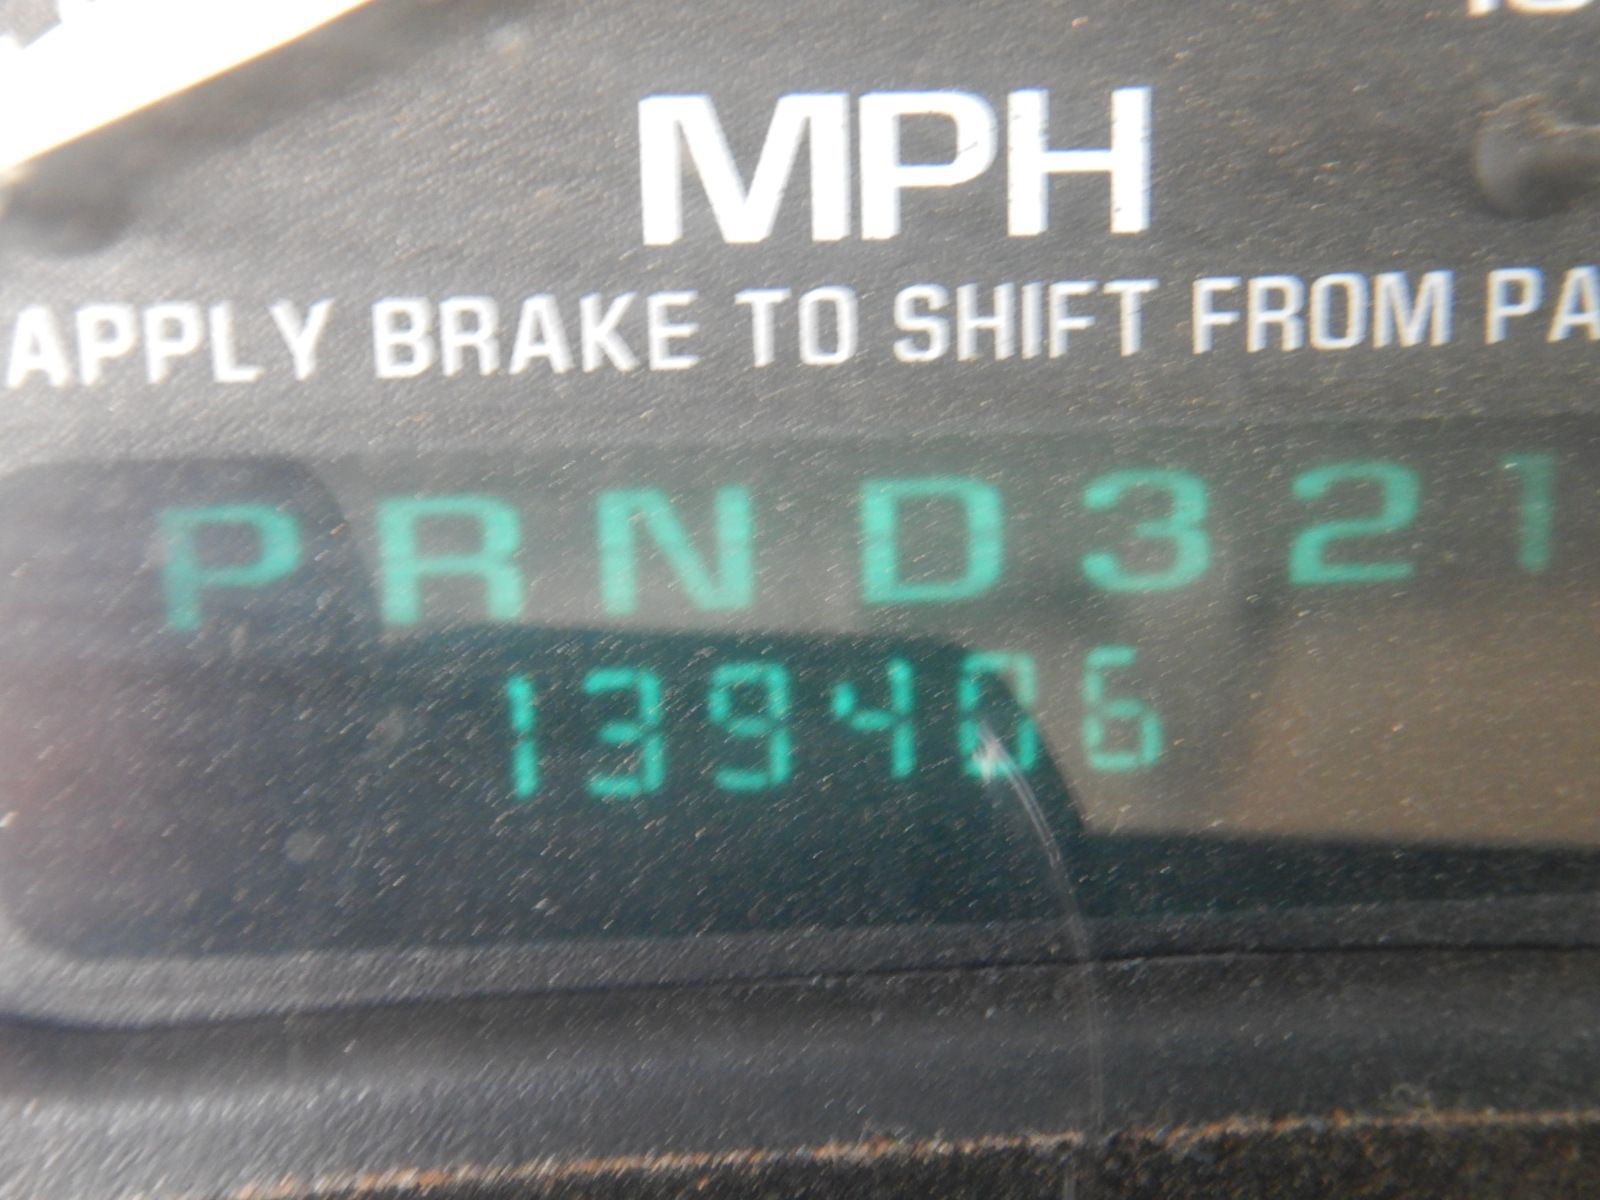 MPH
APPLY BRAKE TO SHIFT FROM PA
PRND321
139406